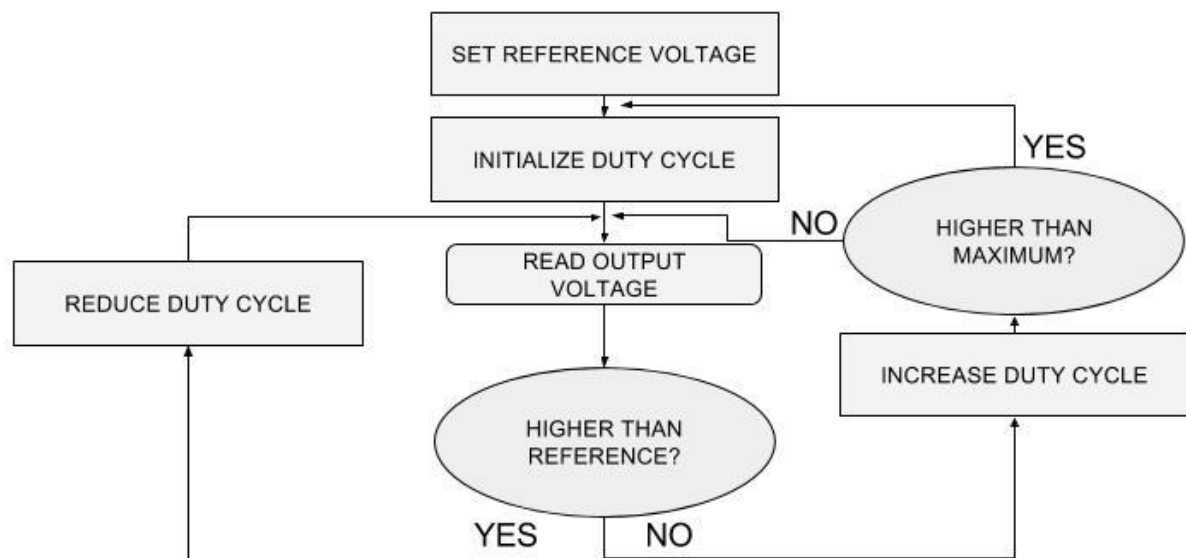 SET REFERENCE VOLTAGE
INITIALIZE DUTY CYCLE
YES
NO
HIGHER THAN
MAXIMUM?
READ OUTPUT
VOLTAGE
REDUCE DUTY CYCLE
INCREASE DUTY CYCLE
HIGHER THAN
REFERENCE?
YES
NO